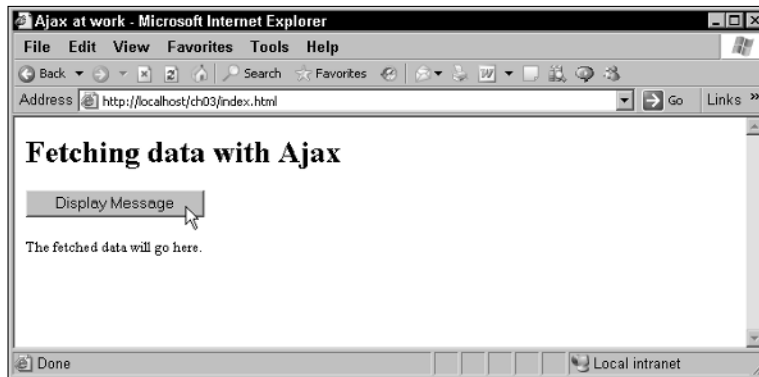 Ajax at work - Microsoft Internet Explorer
File Edit View Favorites Tools Help
Back Search Favorites
Address http://localhost/ch03/index.html Go Links »
Fetching data with Ajax
Display Message
The fetched data will go here.
Done Local intranet